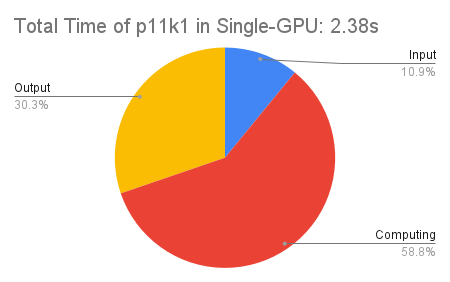 Total Time of p11k1 in Single-GPU: 2.38s
Input
10.9%
Output
30.3%
Computing
58.8%